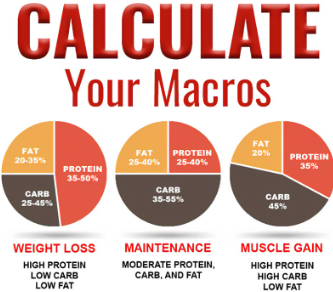 CALCULATE
Your Macros
FAT
20-35%
PROTEIN
35-50%
CARB
25-45%
FAT
25-40%
PROTEIN
25-40%
CARB
35-55%
FAT
20%
PROTEIN
35%
CARB
45%
WEIGHT LOSS
HIGH PROTEIN
LOW CARB
LOW FAT
MAINTENANCE
MODERATE PROTEIN,
CARB, AND FAT
MUSCLE GAIN
HIGH PROTEIN
HIGH CARB
LOW FAT